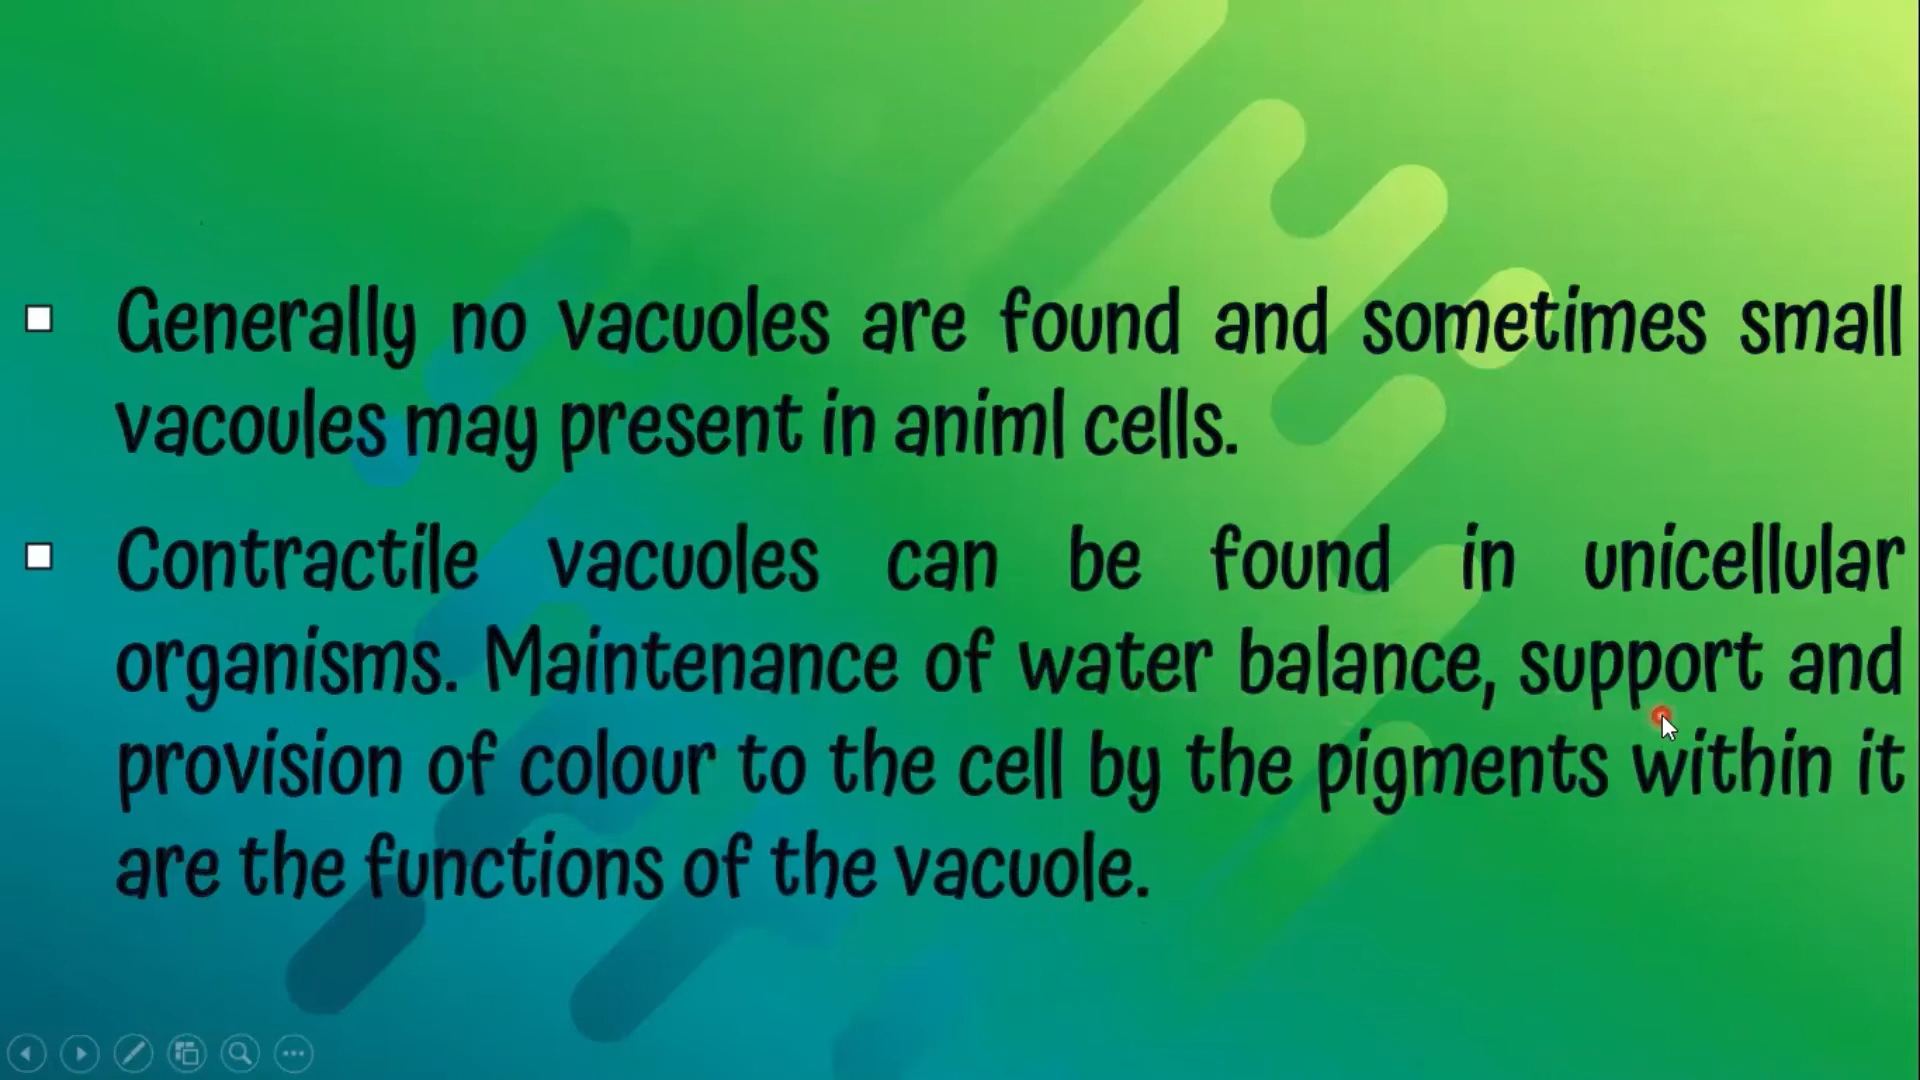 Generally no vacuoles are found and sometimes small
vacoules may present in animl cells.
Contractile vacuoles can be found in unicellular
organisms. Maintenance of water balance, support and
provision of colour to the cell by the pigments within it
are the functions of the vacuole.